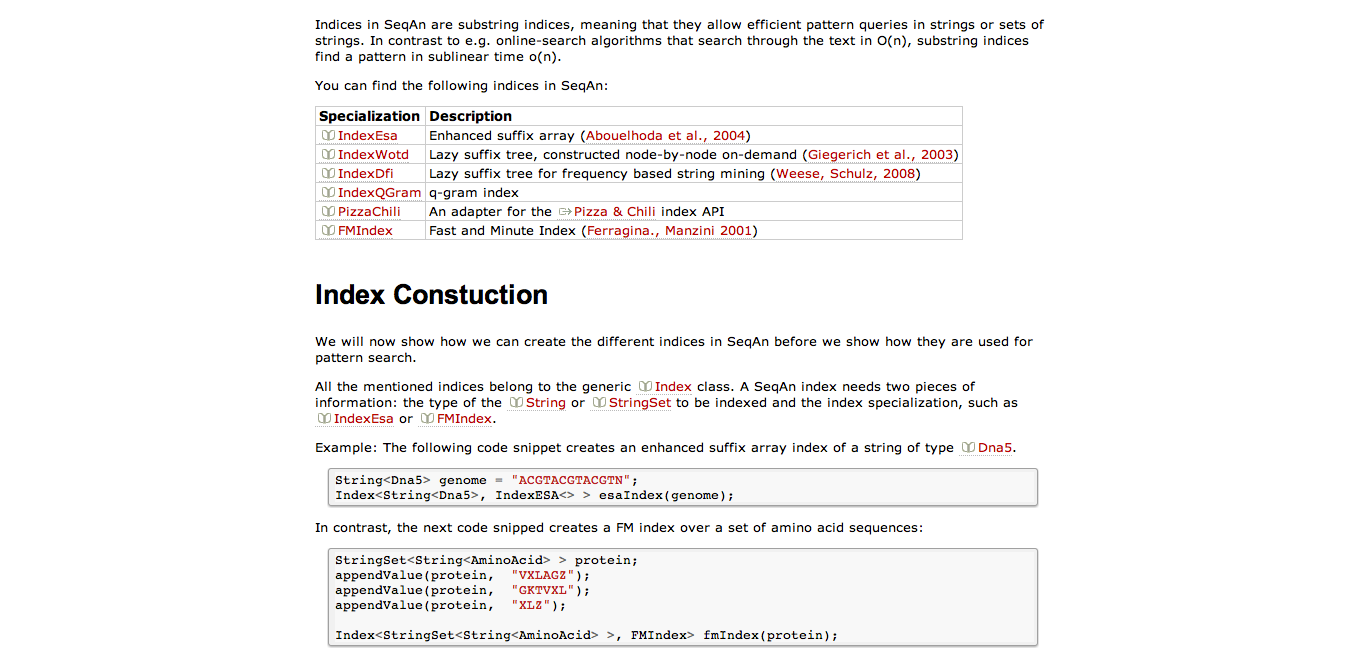 Indices in SeqAn are substring indices, meaning that they allow efficient pattern queries in strings or sets of
strings. In contrast to e.g. online-search algorithms that search through the text in O(n), substring indices
find a pattern in sublinear time o(n).
You can find the following indices in SeqAn:
Specialization Description
IndexEsa Enhanced suffix array (Abouelhoda et al., 2004)
IndexWotd Lazy suffix tree, constructed node-by-node on-demand (Giegerich et al., 2003)
IndexDfi Lazy suffix tree for frequency based string mining (Weese, Schulz, 2008)
IndexQGram q-gram index
PizzaChili An adapter for the Pizza & Chili index API
FMIndex Fast and Minute Index (Ferragina., Manzini 2001)
Index Constuction
We will now show how we can create the different indices in SeqAn before we show how they are used for
pattern search.
All the mentioned indices belong to the generic Index class. A SeqAn index needs two pieces of
information: the type of the String or StringSet to be indexed and the index specialization, such as
IndexEsa or FMIndex.
Example: The following code snippet creates an enhanced suffix array index of a string of type Dna5.
String<Dna5> genome = "ACGTACGTACGTN";
Index<String<Dna5>, IndexESA<> > esaIndex(genome);
In contrast, the next code snipped creates a FM index over a set of amino acid sequences:
StringSet<String<AminoAcid> > protein;
appendValue(protein, "VXLAGZ");
appendValue(protein, "GKTVXL");
appendValue(protein, "XLZ");
Index<StringSet<String<AminoAcid> >, FMIndex> fmIndex(protein);